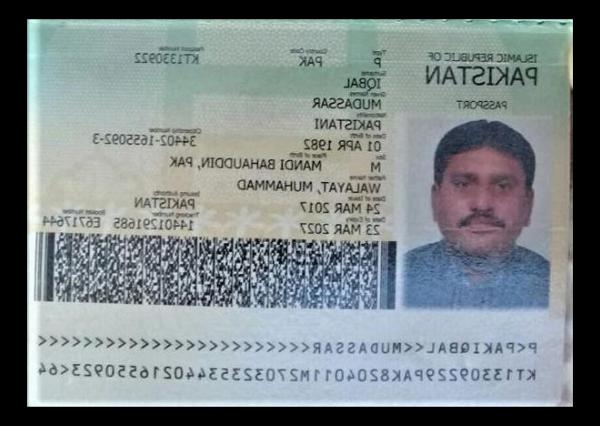 ISLAMIC REPUBLIC OF
PAKISTAN
PASSPORT
Type Country Code Passport Number
P PAK KT1330922
Surname
IQBAL
Given Names
MUDASSAR
Nationality
PAKISTANI
Date of Birth Citizenship Number
01 APR 1982 34402-1655092-3
Sex Place of Birth
M MANDI BAHAUDDIN, PAK
Father Name
WALAYAT, MUHAMMAD
Date of Issue Issuing Authority
24 MAR 2017 PAKISTAN
Date of Expiry Tracking Number Booklet Number
23 MAR 2027 14401291685 E6717644
P<PAKIQBAL<<MUDASSAR<<<<<<<<<<<<<<<<<<<<<<<<
KT13309229PAK8204011M27032353440216550923<64